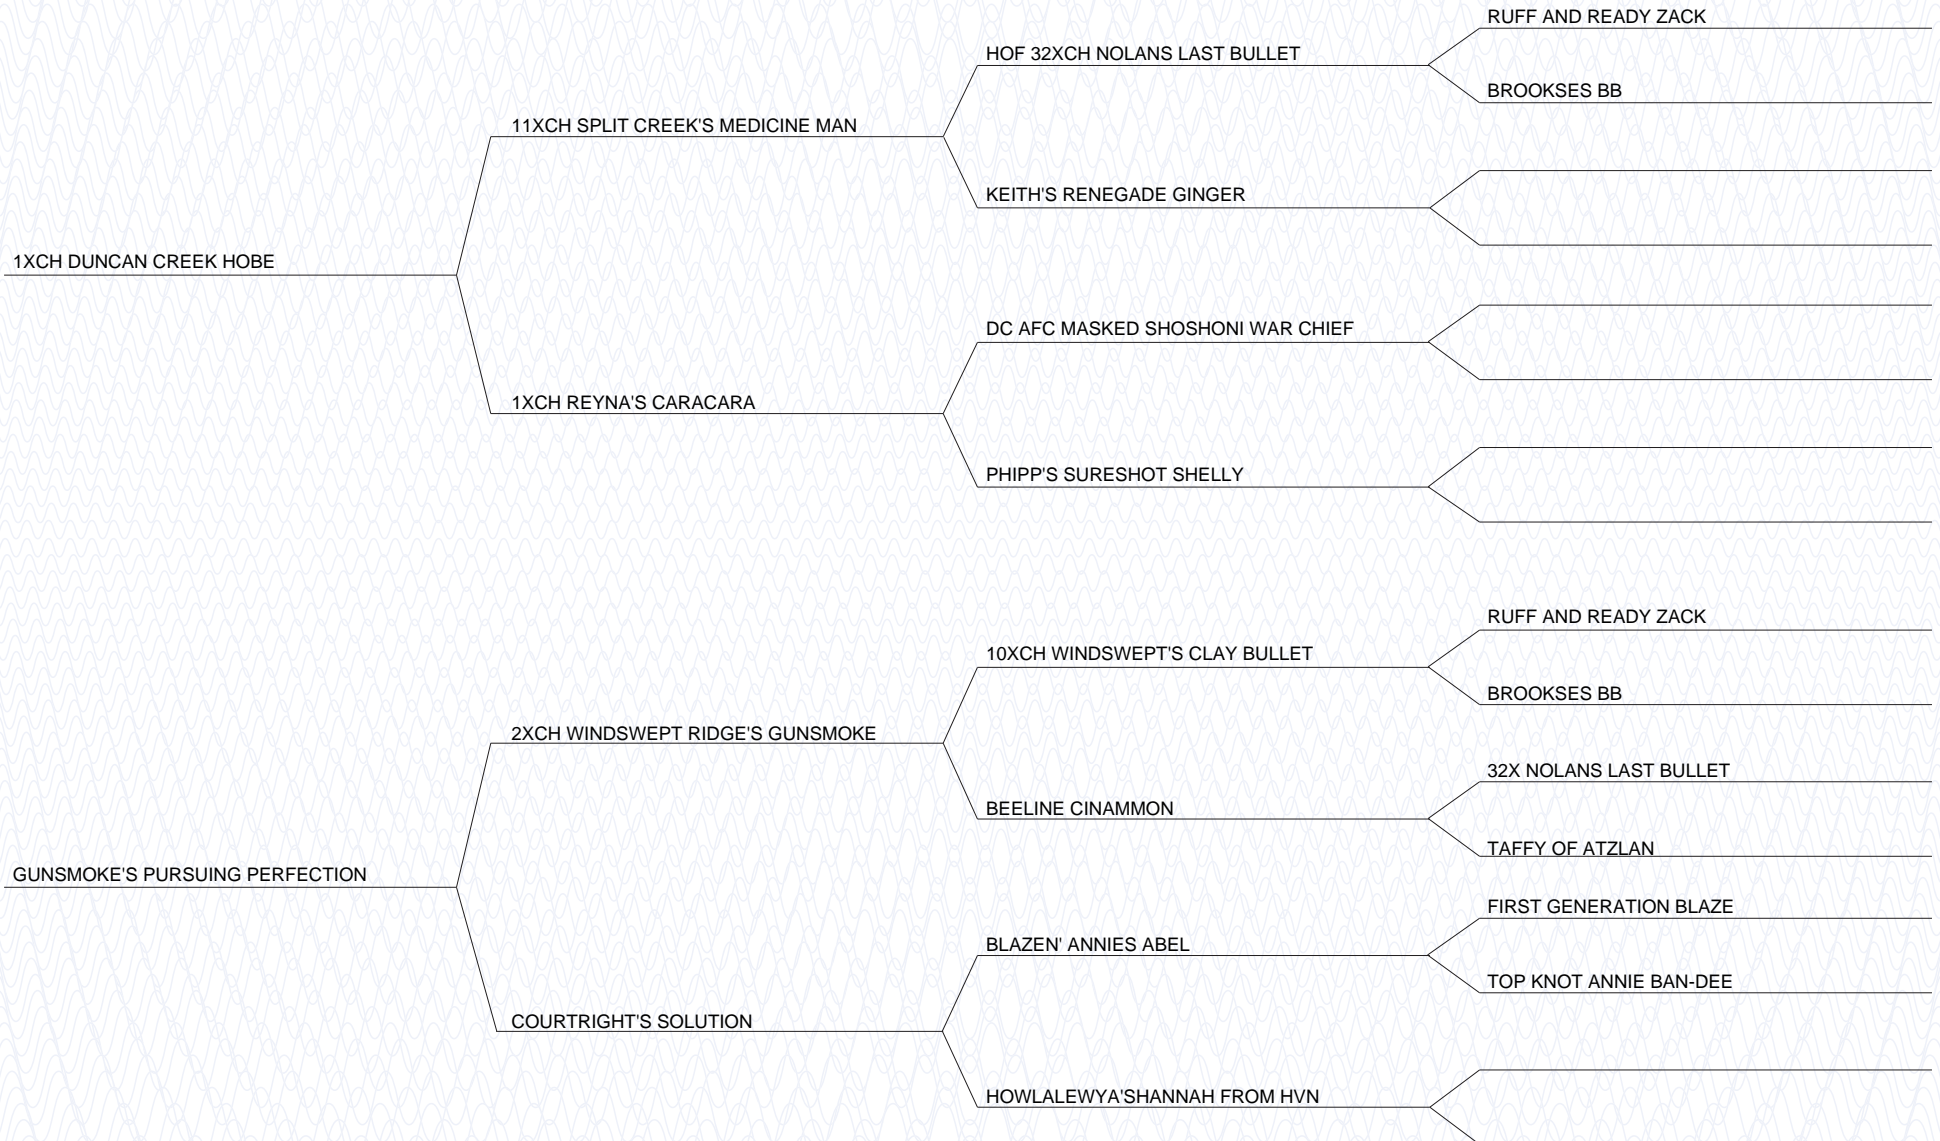 RUFF AND READY ZACK
HOF 32XCH NOLANS LAST BULLET
BROOKSES BB
11XCH SPLIT CREEK'S MEDICINE MAN
KEITH'S RENEGADE GINGER
1XCH DUNCAN CREEK HOBE
DC AFC MASKED SHOSHONI WAR CHIEF
1XCH REYNA'S CARACARA
PHIPP'S SURESHOT SHELLY
RUFF AND READY ZACK
10XCH WINDSWEPT'S CLAY BULLET
BROOKSES BB
2XCH WINDSWEPT RIDGE'S GUNSMOKE
32X NOLANS LAST BULLET
BEELINE CINAMMON
TAFFY OF ATZLAN
GUNSMOKE'S PURSUING PERFECTION
FIRST GENERATION BLAZE
BLAZEN' ANNIES ABEL
TOP KNOT ANNIE BAN-DEE
COURTRIGHT'S SOLUTION
HOWLALEWYA'SHANNAH FROM HVN